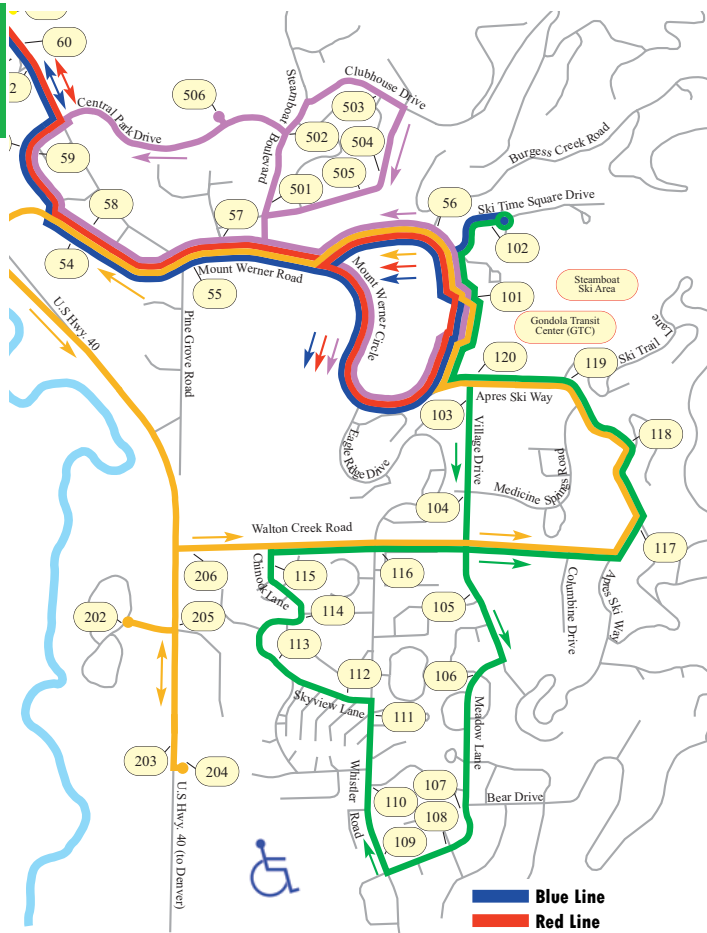 60
2
Central Park Drive
506
Steamboat
Boulevard
Clubhouse Drive
503
502
504
505
501
Burgess Creek Road
59
58
57
56
Ski Time Square Drive
102
54
Mount Werner Road
55
Mount Werner Circle
101
Steamboat
Ski Area
Gondola Transit
Center (GTC)
U.S Hwy. 40
Pine Grove Road
120
119
Ski Trail
Lane
Apres Ski Way
103
118
Eagle Ridge Drive
Village Drive
Medicine Springs
Road
104
Walton Creek Road
117
206
115
116
Chinook Lane
114
105
Columbine Drive
Apres Ski Way
202
205
113
112
106
Skyview Lane
111
Meadow Lane
203
204
Whistler
Road
107
110
Bear Drive
108
109
U.S Hwy. 40 (to Denver)
Blue Line
Red Line